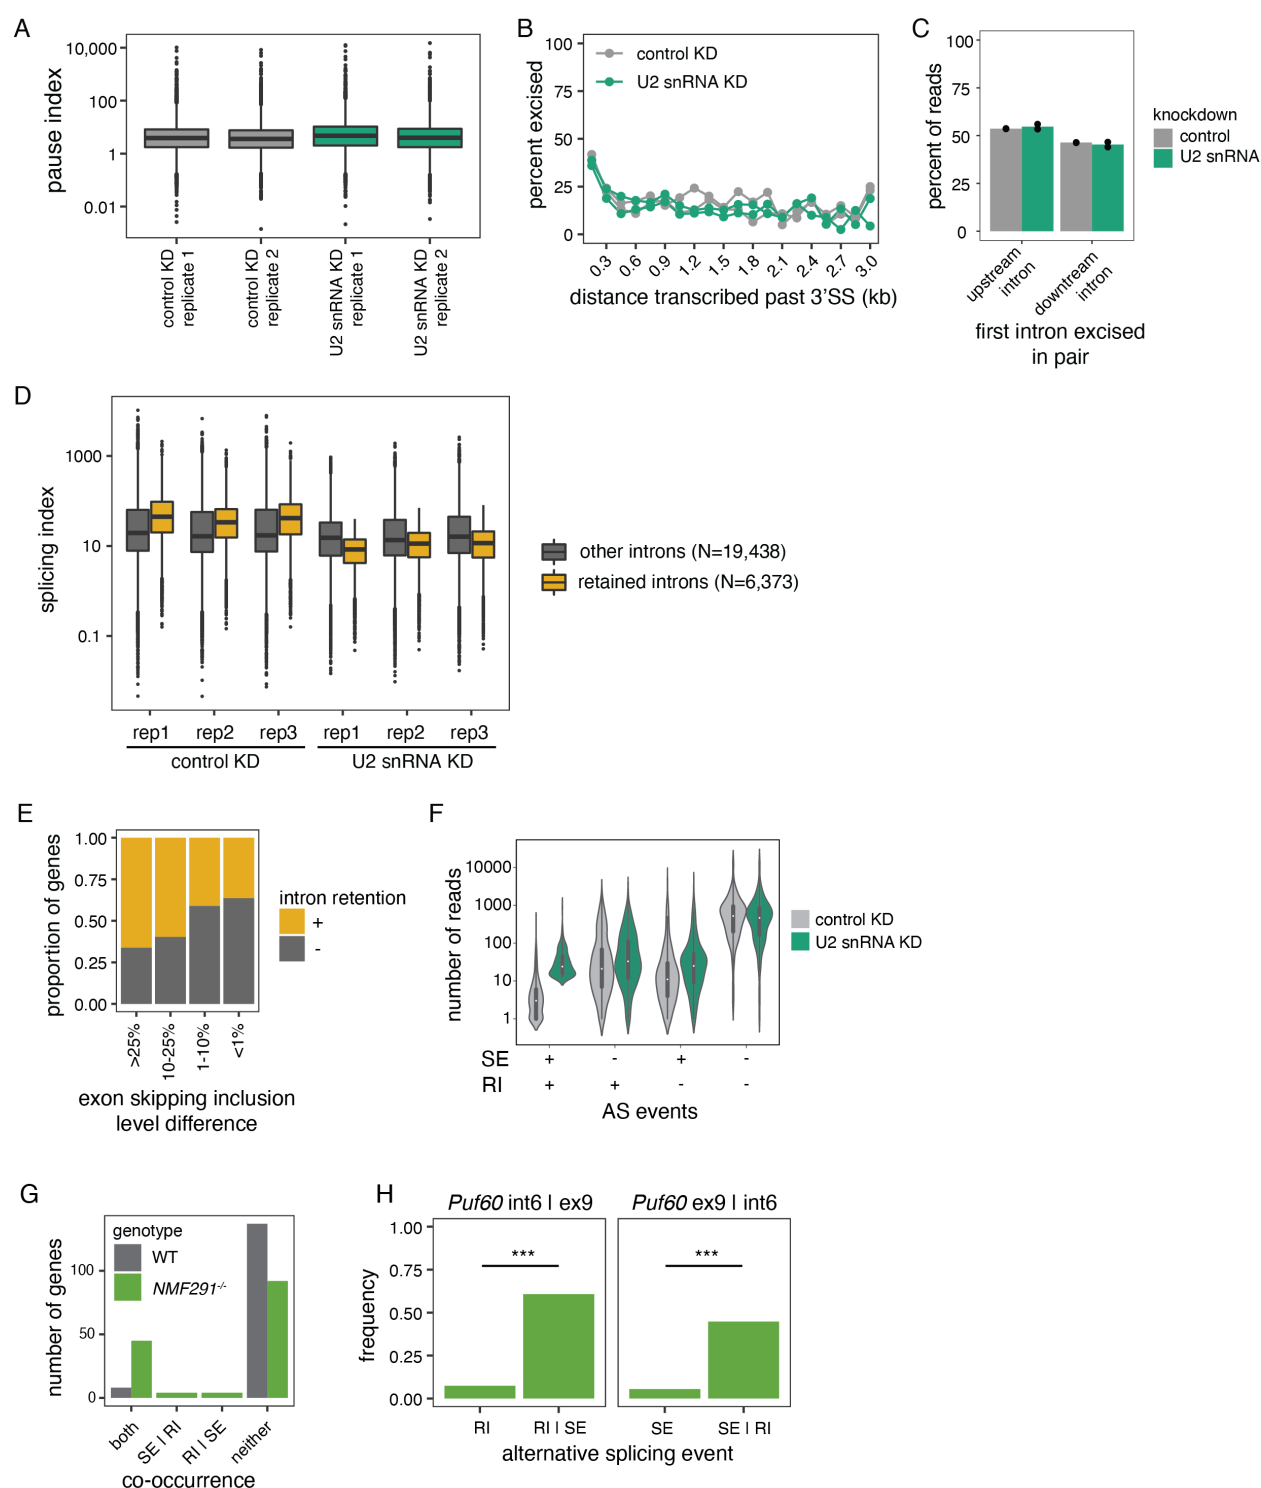 A
pause index
10,000
100
1
0.01
control KD
replicate 1
control KD
replicate 2
U2 snRNA KD
replicate 1
U2 snRNA KD
replicate 2
B
percent excised
100
75
50
25
0
control KD
U2 snRNA KD
0.3
0.6
0.9
1.2
1.5
1.8
2.1
2.4
2.7
3.0
distance transcribed past 3'SS (kb)
C
percent of reads
100
75
50
25
0
upstream
intron
downstream
intron
first intron excised
in pair
knockdown
control
U2 snRNA
D
splicing index
1000
10
0.1
rep1 rep2 rep3 rep1 rep2 rep3
control KD U2 snRNA KD
other introns (N=19,438)
retained introns (N=6,373)
E
proportion of genes
1.00
0.75
0.50
0.25
0.00
>25%
10-25%
1-10%
<1%
exon skipping inclusion
level difference
intron retention
+
-
F
number of reads
10000
1000
100
10
1
SE + - + -
RI + + - -
AS events
control KD
U2 snRNA KD
G
number of genes
100
50
0
genotype
WT
NMF291-/-
both
SE | RI
RI | SE
neither
co-occurrence
H
Puf60 int6 | ex9
Puf60 ex9 | int6
frequency
1.00
0.75
0.50
0.25
0.00
***
***
RI RI | SE SE SE | RI
alternative splicing event